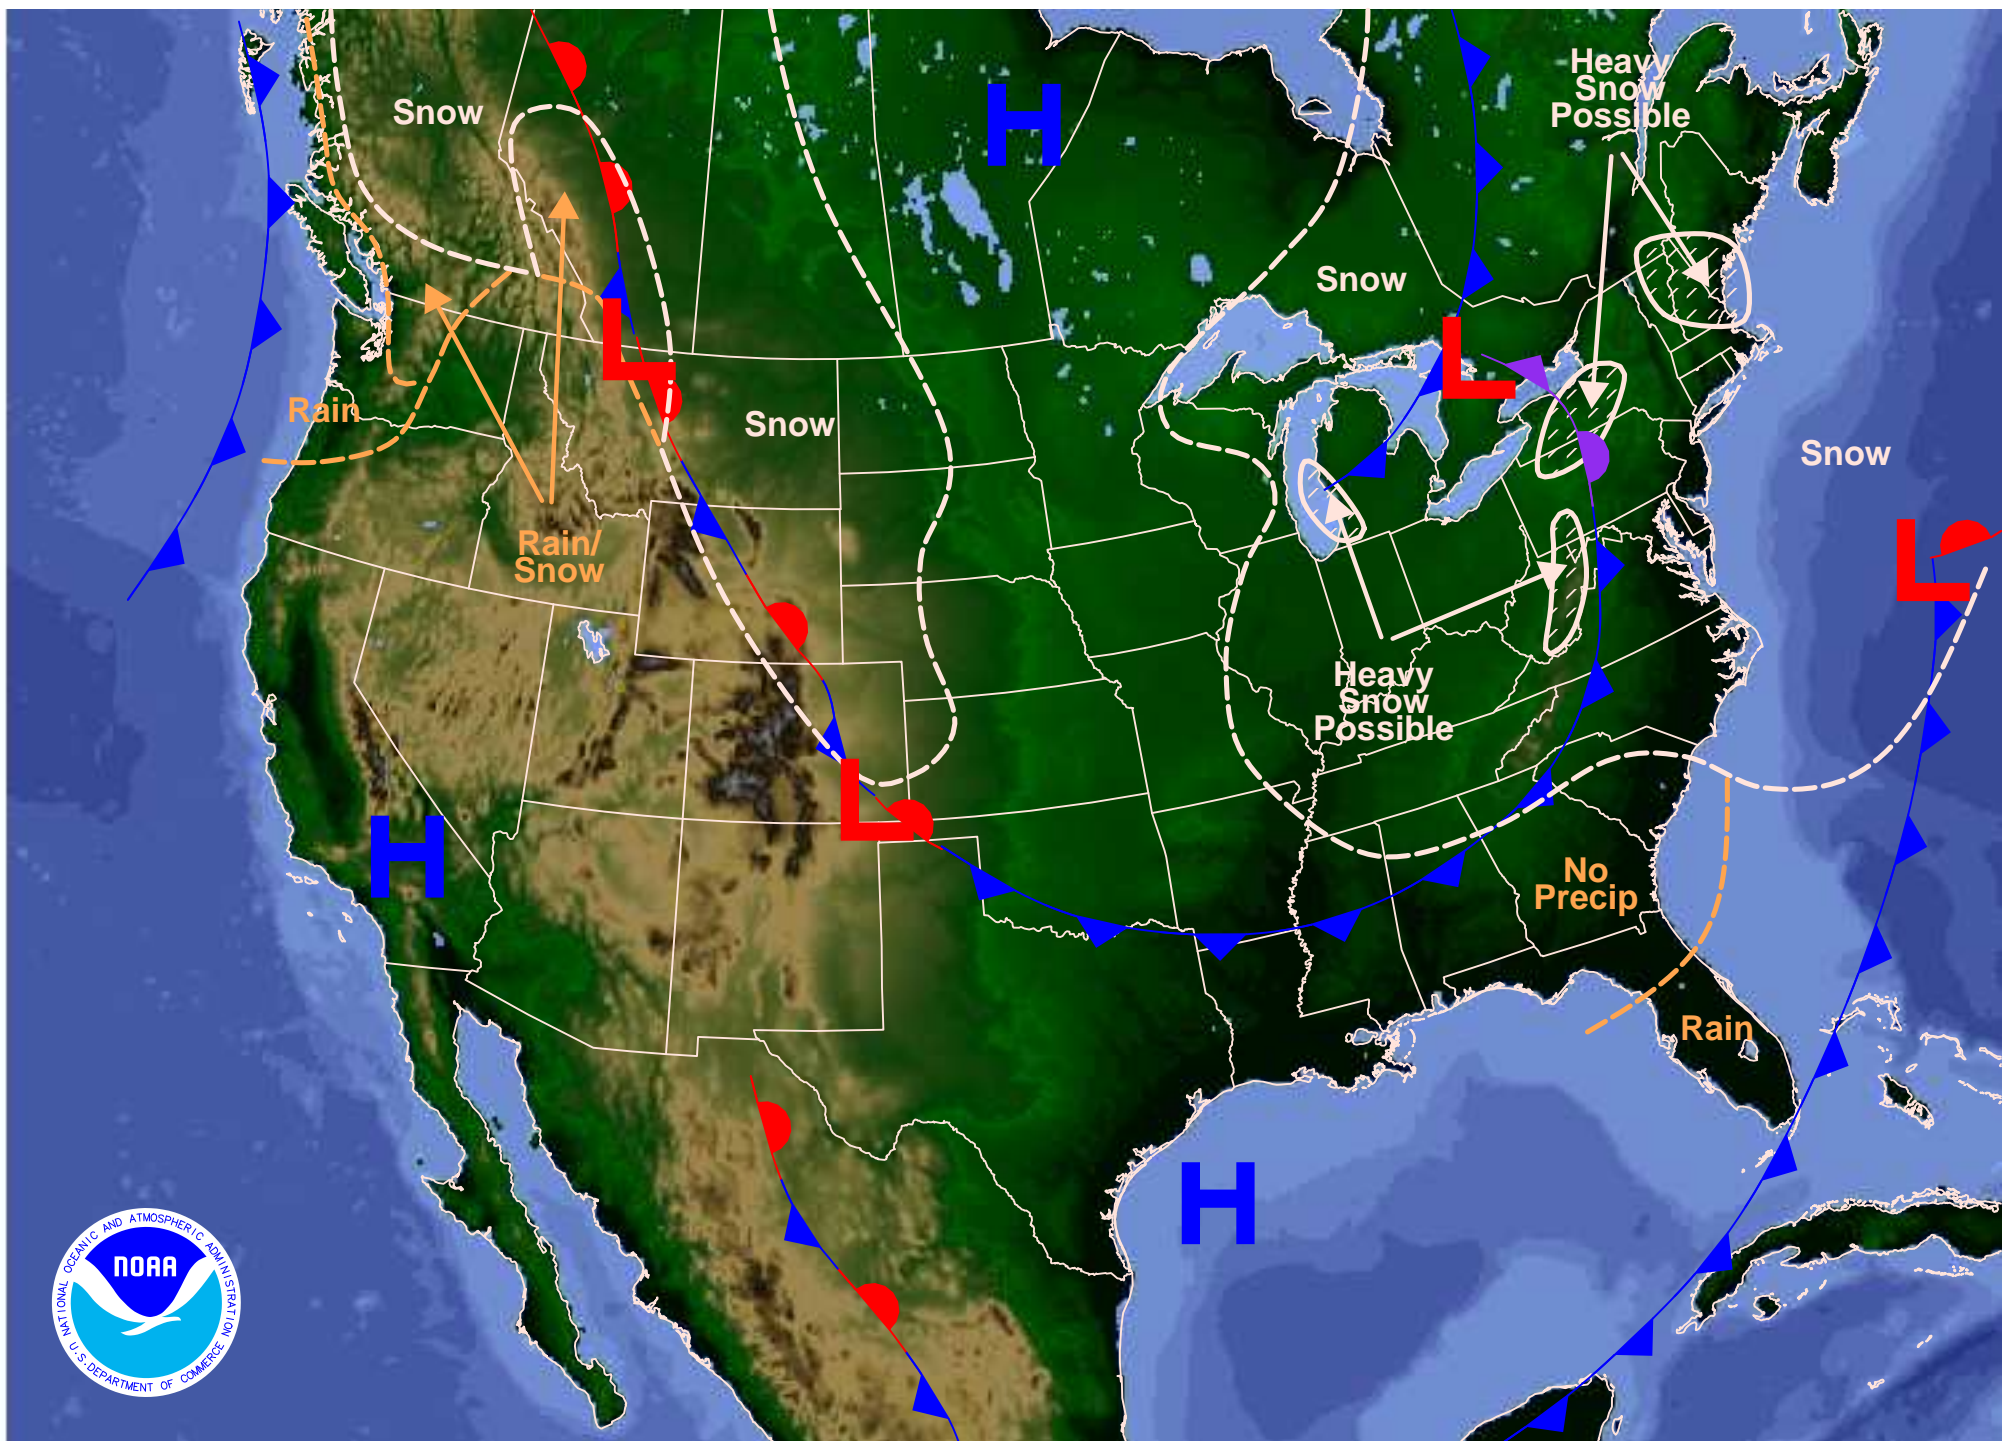 Heavy
Snow
Possible
Snow
H
Snow
L
L
Rain
Snow
Snow
L
Rain/
Snow
Heavy
Snow
Possible
L
H
No
Precip
Rain
H
NATIONAL OCEANIC AND ATMOSPHERIC ADMINISTRATION
NOAA
U.S. DEPARTMENT OF COMMERCE